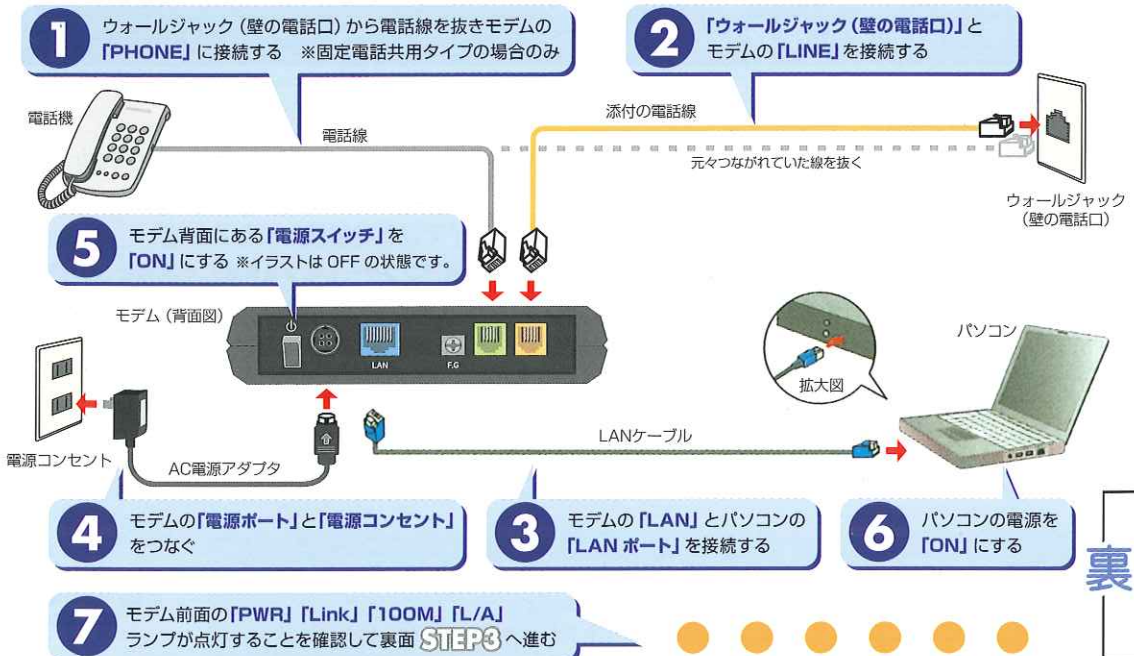 1
ウォールジャック（壁の電話口）から電話線を抜きモデムの
「PHONE」に接続する　※固定電話共用タイプの場合のみ
2
「ウォールジャック（壁の電話口）」と
モデムの「LINE」を接続する
電話機
電話線
添付の電話線
元々つながれていた線を抜く
ウォールジャック
（壁の電話口）
5
モデム背面にある「電源スイッチ」を
「ON」にする ※イラストは OFF の状態です。
モデム（背面図）
LAN
F.G
拡大図
パソコン
電源コンセント
AC電源アダプタ
LANケーブル
4
モデムの「電源ポート」と「電源コンセント」
をつなぐ
3
モデムの「LAN」とパソコンの
「LAN ポート」を接続する
6
パソコンの電源を
「ON」にする
裏
7
モデム前面の「PWR」「Link」「100M」「L/A」
ランプが点灯することを確認して裏面 STEP3 へ進む